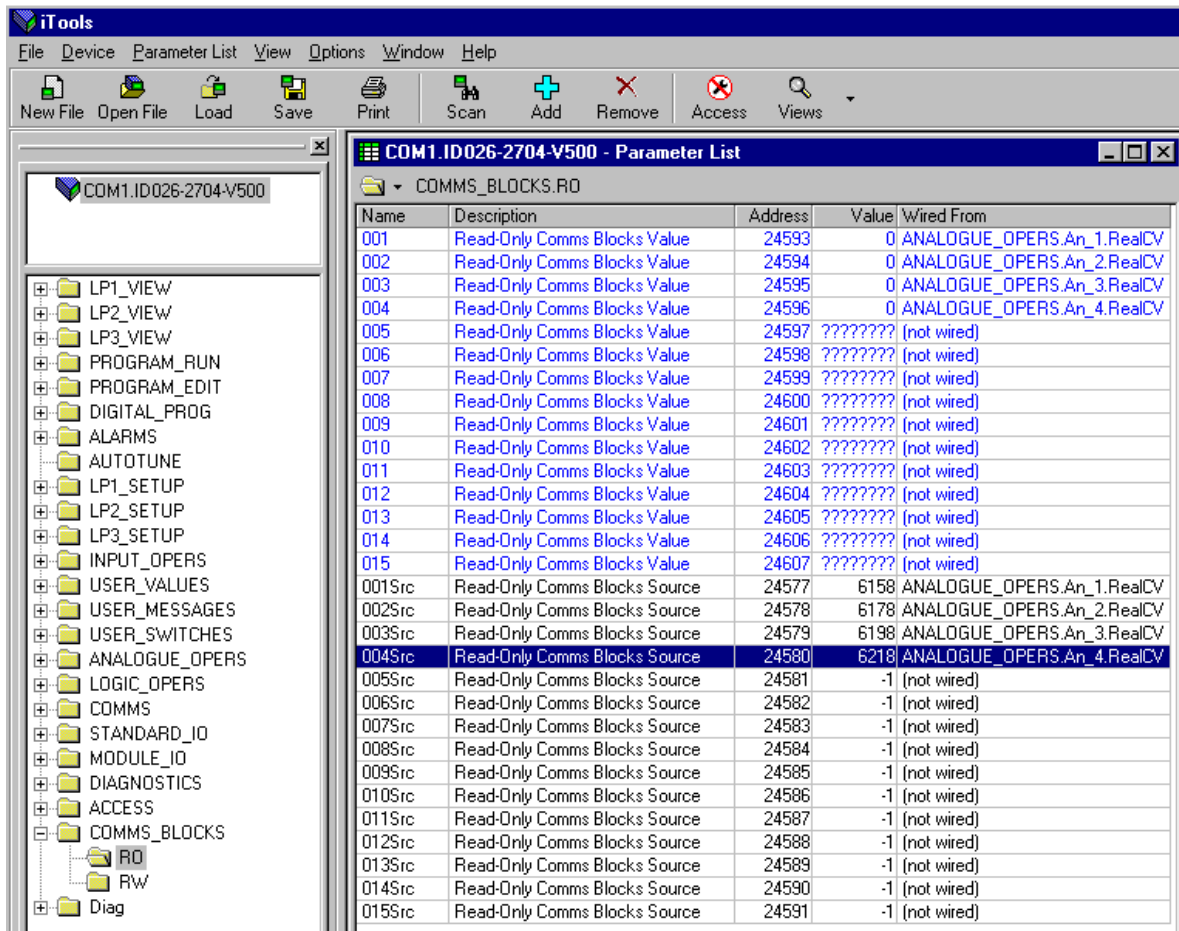 iTools
File Device Parameter List View Options Window Help
New File Open File Load Save Print Scan Add Remove Access Views
COM1.ID026-2704-V500
LP1_VIEW
LP2_VIEW
LP3_VIEW
PROGRAM_RUN
PROGRAM_EDIT
DIGITAL_PROG
ALARMS
AUTOTUNE
LP1_SETUP
LP2_SETUP
LP3_SETUP
INPUT_OPERS
USER_VALUES
USER_MESSAGES
USER_SWITCHES
ANALOGUE_OPERS
LOGIC_OPERS
COMMS
STANDARD_IO
MODULE_IO
DIAGNOSTICS
ACCESS
COMMS_BLOCKS
RO
RW
Diag
COM1.ID026-2704-V500 - Parameter List
COMMS_BLOCKS.RO
Name Description Address Value Wired From
001 Read-Only Comms Blocks Value 24593 0 ANALOGUE_OPERS.An_1.RealCV
002 Read-Only Comms Blocks Value 24594 0 ANALOGUE_OPERS.An_2.RealCV
003 Read-Only Comms Blocks Value 24595 0 ANALOGUE_OPERS.An_3.RealCV
004 Read-Only Comms Blocks Value 24596 0 ANALOGUE_OPERS.An_4.RealCV
005 Read-Only Comms Blocks Value 24597 ???????? (not wired)
006 Read-Only Comms Blocks Value 24598 ???????? (not wired)
007 Read-Only Comms Blocks Value 24599 ???????? (not wired)
008 Read-Only Comms Blocks Value 24600 ???????? (not wired)
009 Read-Only Comms Blocks Value 24601 ???????? (not wired)
010 Read-Only Comms Blocks Value 24602 ???????? (not wired)
011 Read-Only Comms Blocks Value 24603 ???????? (not wired)
012 Read-Only Comms Blocks Value 24604 ???????? (not wired)
013 Read-Only Comms Blocks Value 24605 ???????? (not wired)
014 Read-Only Comms Blocks Value 24606 ???????? (not wired)
015 Read-Only Comms Blocks Value 24607 ???????? (not wired)
001Src Read-Only Comms Blocks Source 24577 6158 ANALOGUE_OPERS.An_1.RealCV
002Src Read-Only Comms Blocks Source 24578 6178 ANALOGUE_OPERS.An_2.RealCV
003Src Read-Only Comms Blocks Source 24579 6198 ANALOGUE_OPERS.An_3.RealCV
004Src Read-Only Comms Blocks Source 24580 6218 ANALOGUE_OPERS.An_4.RealCV
005Src Read-Only Comms Blocks Source 24581 -1 (not wired)
006Src Read-Only Comms Blocks Source 24582 -1 (not wired)
007Src Read-Only Comms Blocks Source 24583 -1 (not wired)
008Src Read-Only Comms Blocks Source 24584 -1 (not wired)
009Src Read-Only Comms Blocks Source 24585 -1 (not wired)
010Src Read-Only Comms Blocks Source 24586 -1 (not wired)
011Src Read-Only Comms Blocks Source 24587 -1 (not wired)
012Src Read-Only Comms Blocks Source 24588 -1 (not wired)
013Src Read-Only Comms Blocks Source 24589 -1 (not wired)
014Src Read-Only Comms Blocks Source 24590 -1 (not wired)
015Src Read-Only Comms Blocks Source 24591 -1 (not wired)